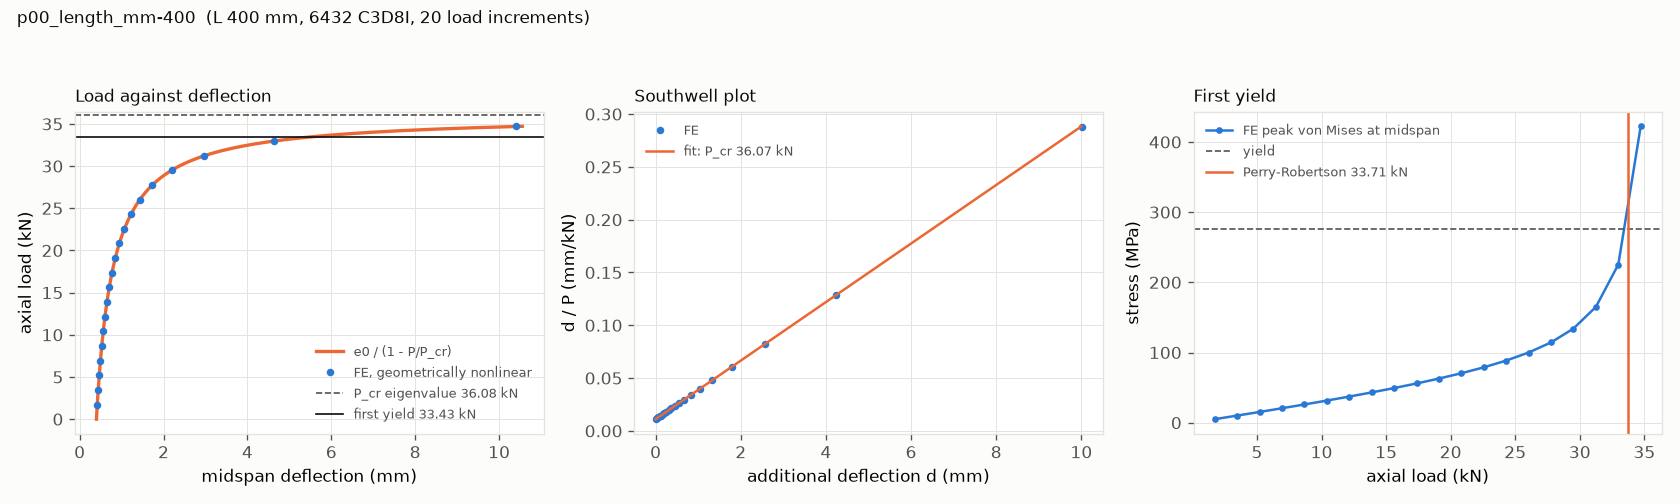 p00_length_mm-400  (L 400 mm, 6432 C3D8I, 20 load increments)
Load against deflection
axial load (kN)
35
30
25
20
15
10
5
0
e0 / (1 - P/P_cr)
FE, geometrically nonlinear
P_cr eigenvalue 36.08 kN
first yield 33.43 kN
0 2 4 6 8 10
midspan deflection (mm)
Southwell plot
d / P (mm/kN)
0.30
0.25
0.20
0.15
0.10
0.05
0.00
FE
fit: P_cr 36.07 kN
0 2 4 6 8 10
additional deflection d (mm)
First yield
stress (MPa)
400
300
200
100
0
FE peak von Mises at midspan
yield
Perry-Robertson 33.71 kN
5 10 15 20 25 30 35
axial load (kN)